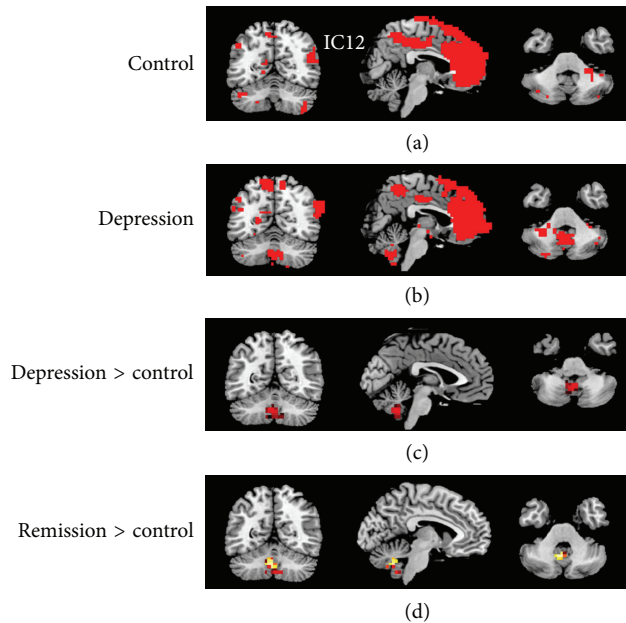 Control
IC12
(a)
Depression
(b)
Depression > control
(c)
Remission > control
(d)